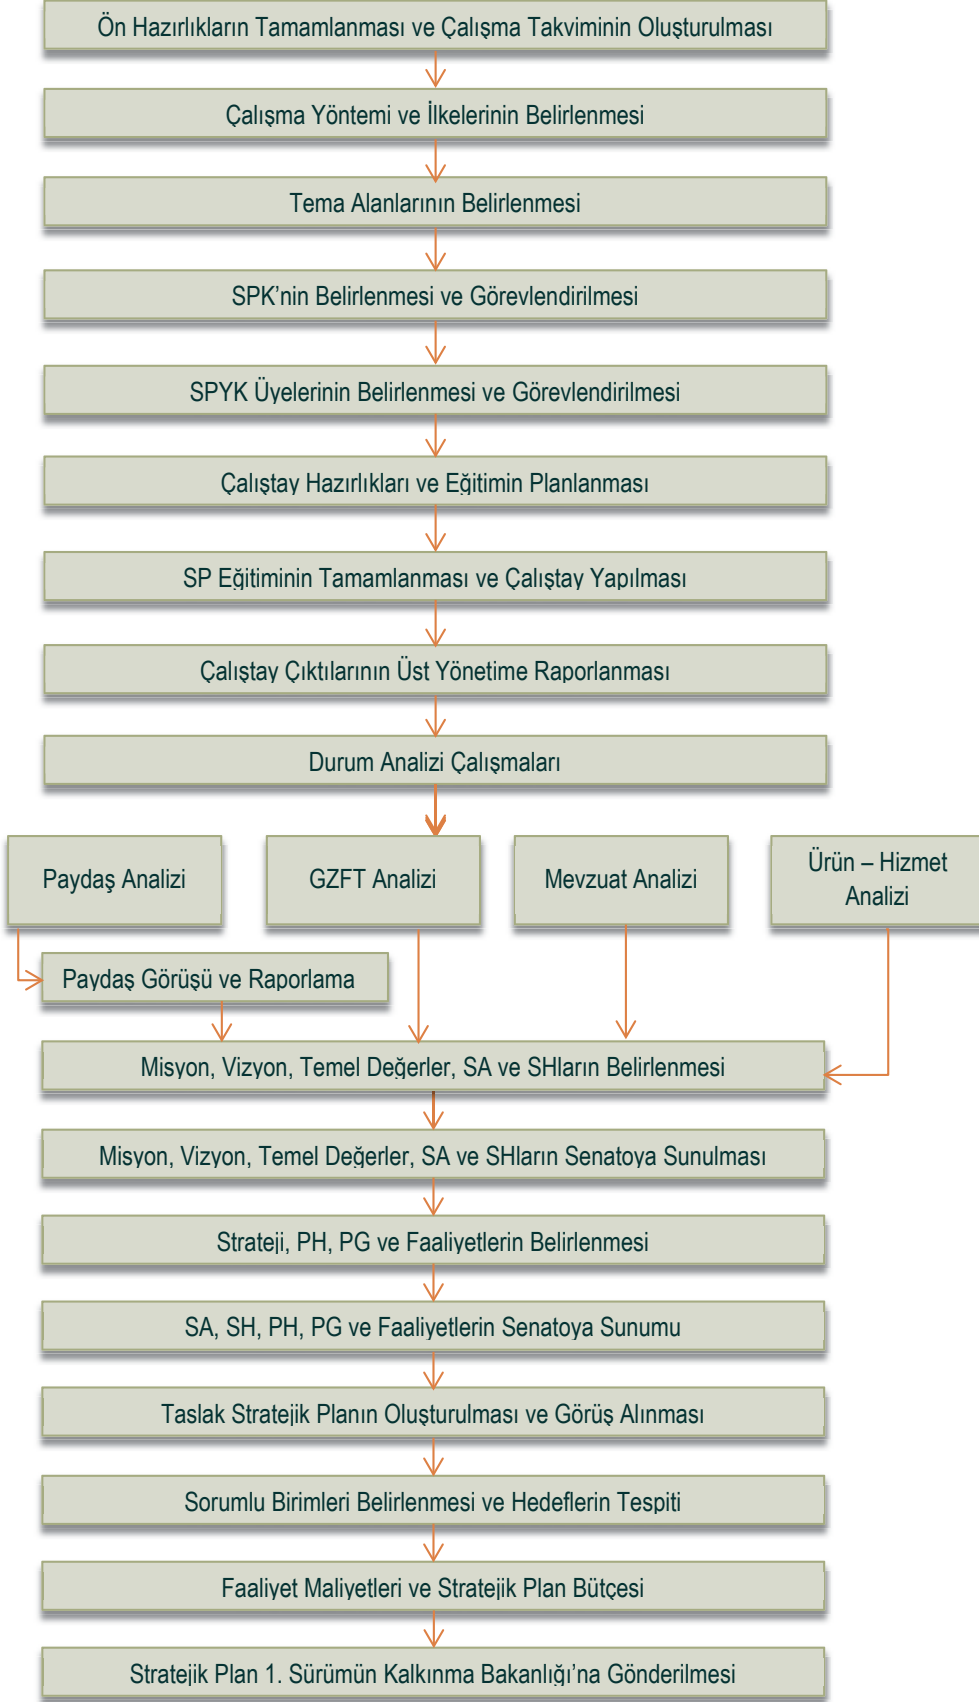 Ön Hazırlıkların Tamamlanması ve Çalışma Takviminin Oluşturulması
Çalışma Yöntemi ve İlkelerinin Belirlenmesi
Tema Alanlarının Belirlenmesi
SPK'nin Belirlenmesi ve Görevlendirilmesi
SPYK Üyelerinin Belirlenmesi ve Görevlendirilmesi
Çalıştay Hazırlıkları ve Eğitimin Planlanması
SP Eğitiminin Tamamlanması ve Çalıştay Yapılması
Çalıştay Çıktılarının Üst Yönetime Raporlanması
Durum Analizi Çalışmaları
Paydaş Analizi
GZFT Analizi
Mevzuat Analizi
Ürün – Hizmet
Analizi
Paydaş Görüşü ve Raporlama
Misyon, Vizyon, Temel Değerler, SA ve SHların Belirlenmesi
Misyon, Vizyon, Temel Değerler, SA ve SHların Senatoya Sunulması
Strateji, PH, PG ve Faaliyetlerin Belirlenmesi
SA, SH, PH, PG ve Faaliyetlerin Senatoya Sunumu
Taslak Stratejik Planın Oluşturulması ve Görüş Alınması
Sorumlu Birimleri Belirlenmesi ve Hedeflerin Tespiti
Faaliyet Maliyetleri ve Stratejik Plan Bütçesi
Stratejik Plan 1. Sürümün Kalkınma Bakanlığı'na Gönderilmesi